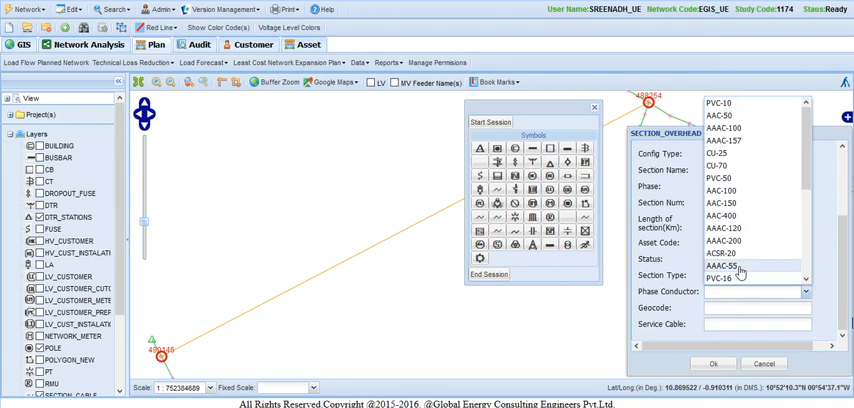 Network Edit Search Admin Version Management Print Help User Name: SREENADH_UE Network Code:EGIS_UE Study Code:1174 Staus:Ready
Red Line Show Color Code(s) Voltage Level Colors
GIS Network Analysis Plan Audit Customer Asset
Load Flow Planned Network Technical Loss Reduction Load Forecast Least Cost Network Expansion Plan Data Reports Manage Permissions
Buffer Zoom Google Maps LV MV Feeder Name(s) Book Marks
View
Project(s)
Layers
BUILDING
BUSBAR
CB
CT
DROPOUT_FUSE
DTR
DTR_STATIONS
FUSE
HV_CUSTOMER
HV_CUST_INSTALAT
LA
LV_CUSTOMER
LV_CUSTOMER_METE
LV_CUSTOMER_PREF
LV_CUST_INSTALATIO
NETWORK_METER
POLE
POLYGON_NEW
PT
RMU
SECTION_CABLE
488254
490146
Start Session
Symbols
End Session
SECTION_OVERHEAD
Config Type:
Section Name:
Phase:
Section Num:
Length of
section(Km):
Asset Code:
Status:
Section Type:
Phase Conductor:
Geocode:
Service Cable:
PVC-10
AAC-50
AAAC-100
AAAC-157
CU-25
CU-70
PVC-50
AAC-100
AAC-150
AAC-400
AAAC-120
AAAC-200
ACSR-20
AAAC-55
PVC-16
Ok Cancel
Scale: 1 : 752384689 Fixed Scale: Lat/Long:(in Deg.): 10.869522 / -0.910311 (in DMS.): 10°52'10.3"N 00°54'37.1"W
All Rights Reserved.Copyright @2015-2016. @Global Energy Consulting Engineers Pvt.Ltd.